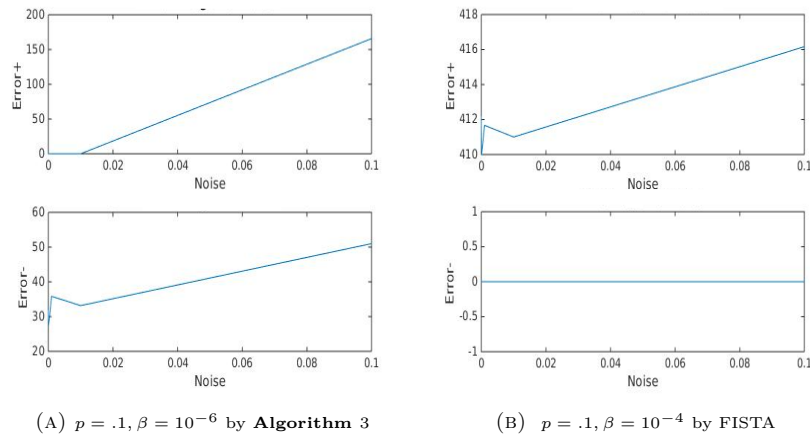 200
150
100
50
0
Error+
0 0.02 0.04 0.06 0.08 0.1
Noise
418
416
414
412
410
Error+
0 0.02 0.04 0.06 0.08 0.1
Noise
60
50
40
30
20
Error-
0 0.02 0.04 0.06 0.08 0.1
Noise
1
0.5
0
-0.5
-1
Error-
0 0.02 0.04 0.06 0.08 0.1
Noise
(A) p = .1, β = 10⁻⁶ by Algorithm 3
(B) p = .1, β = 10⁻⁴ by FISTA